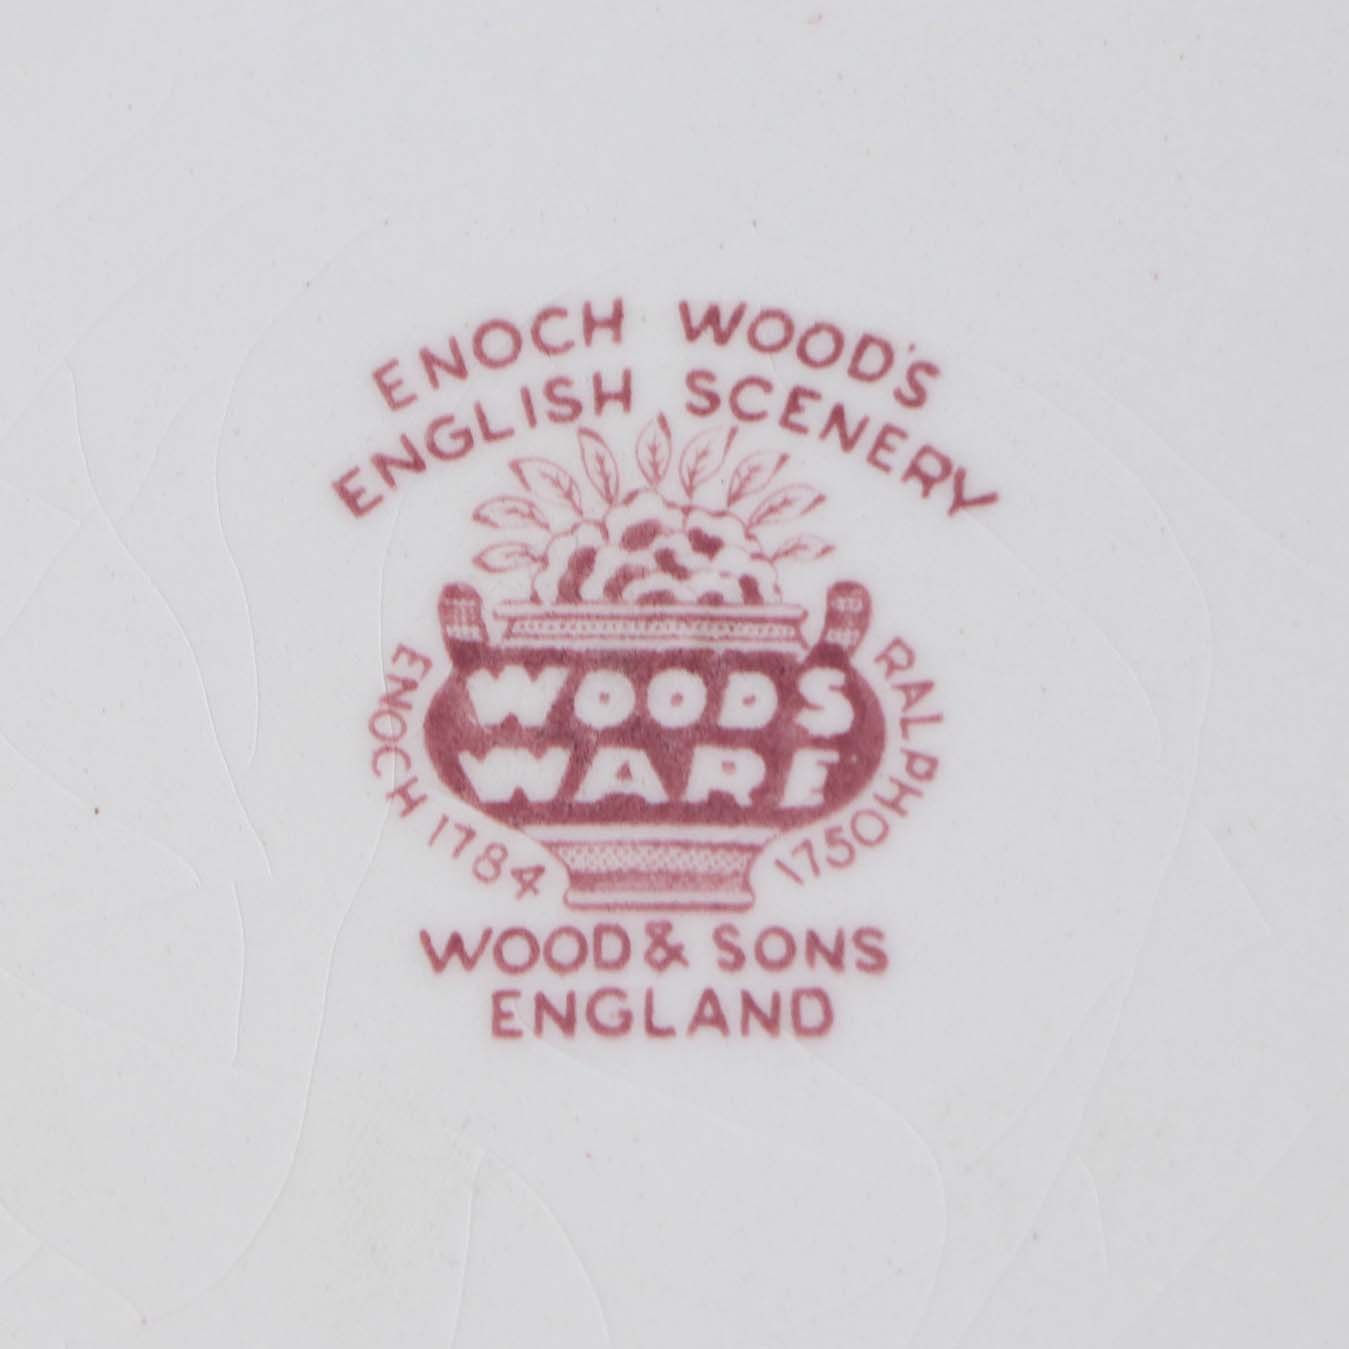 ENOCH WOOD'S
ENGLISH SCENERY
WOODS
WARE
ENOCH 1784
RALPH 1750
WOOD & SONS
ENGLAND